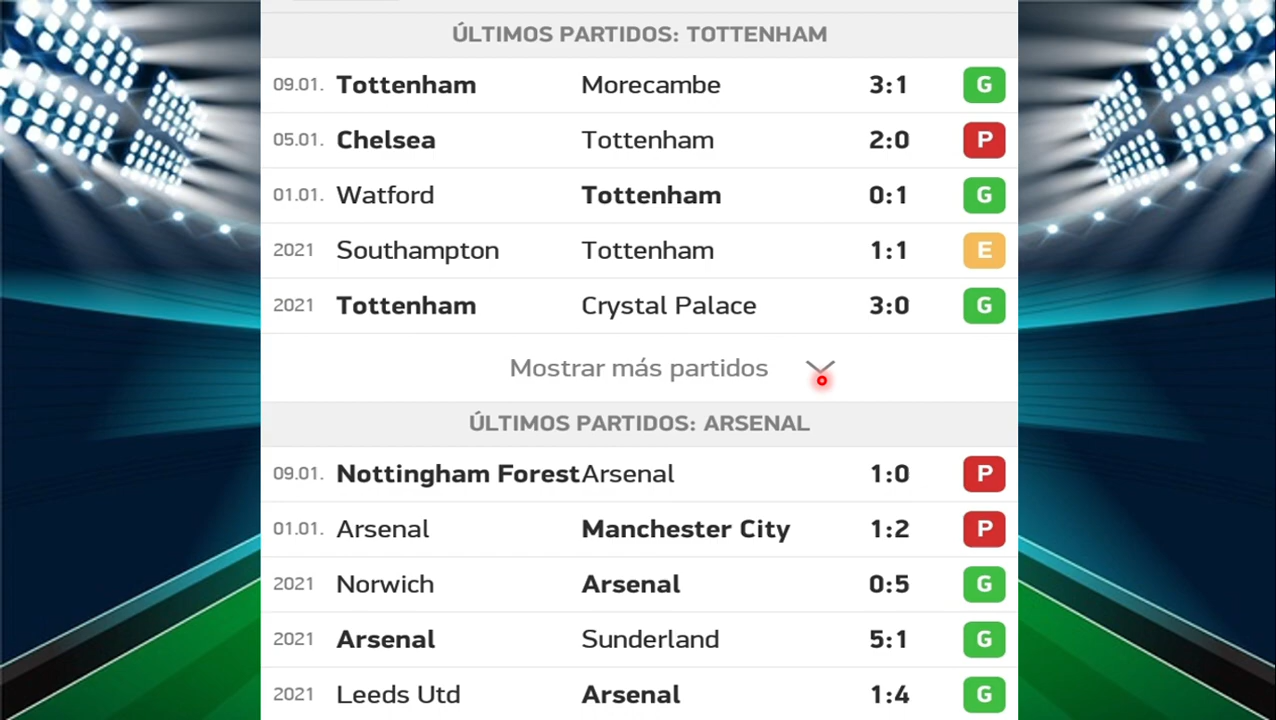 ÚLTIMOS PARTIDOS: TOTTENHAM
09.01. Tottenham Morecambe 3:1 G
05.01. Chelsea Tottenham 2:0 P
01.01. Watford Tottenham 0:1 G
2021 Southampton Tottenham 1:1 E
2021 Tottenham Crystal Palace 3:0 G
Mostrar más partidos
ÚLTIMOS PARTIDOS: ARSENAL
09.01. Nottingham Forest Arsenal 1:0 P
01.01. Arsenal Manchester City 1:2 P
2021 Norwich Arsenal 0:5 G
2021 Arsenal Sunderland 5:1 G
2021 Leeds Utd Arsenal 1:4 G